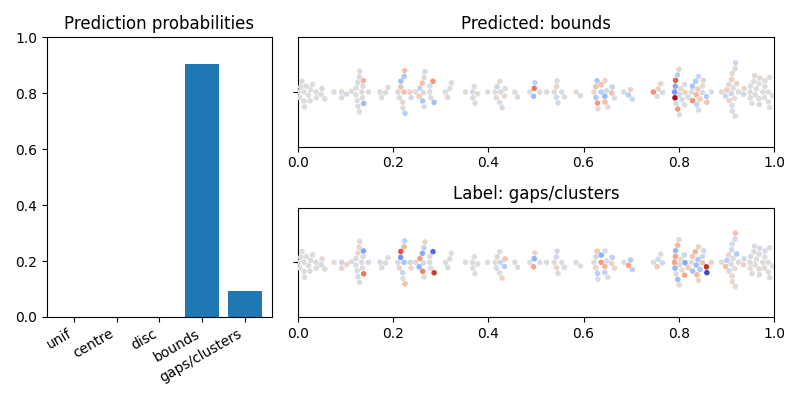 Prediction probabilities
1.0
0.8
0.6
0.4
0.2
0.0
unif
centre
disc
bounds
gaps/clusters
Predicted: bounds
0.0 0.2 0.4 0.6 0.8 1.0
Label: gaps/clusters
0.0 0.2 0.4 0.6 0.8 1.0